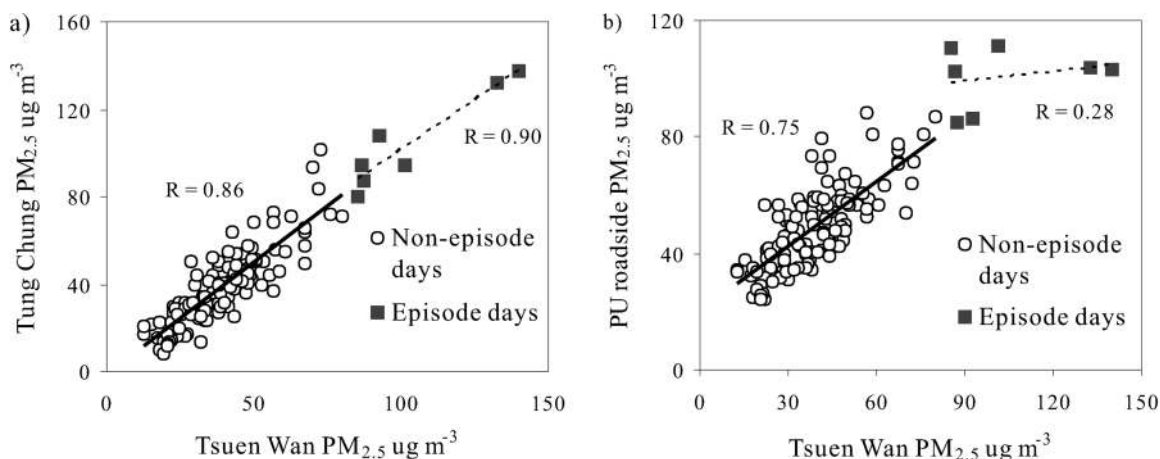 a)
Tung Chung PM2.5 ug m-3
160
120
80
40
0
0
50
100
150
R = 0.86
R = 0.90
Non-episode
days
Episode days
Tsuen Wan PM2.5 ug m-3
b)
PU roadside PM2.5 ug m-3
120
80
40
0
0
30
60
90
120
150
R = 0.75
R = 0.28
Non-episode
days
Episode days
Tsuen Wan PM2.5 ug m-3